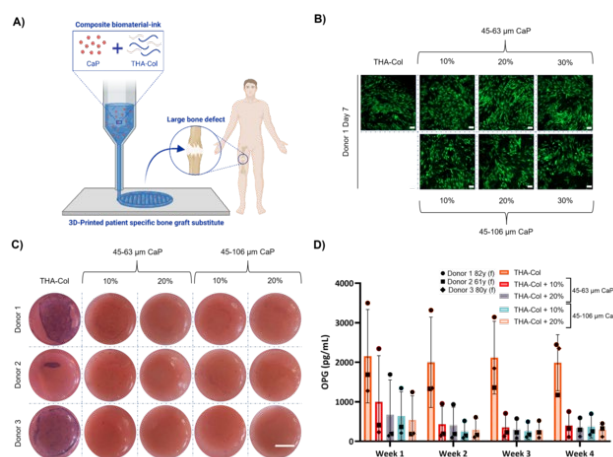 A)
Composite biomaterial-ink
CaP
+
THA-Col
Large bone defect
3D-Printed patient specific bone graft substitute
B)
45-63 µm CaP
THA-Col
10%
20%
30%
Donor 1 Day 7
10%
20%
30%
45-106 µm CaP
C)
45-63 µm CaP
45-106 µm CaP
THA-Col
10%
20%
10%
20%
Donor 1
Donor 2
Donor 3
D)
Donor 1 82y (f)
Donor 2 61y (f)
Donor 3 80y (f)
THA-Col
THA-Col + 10%
THA-Col + 20%
THA-Col + 10%
THA-Col + 20%
45-63 µm CaP
45-106 µm Ca
OPG (pg/mL)
4000
3000
2000
1000
0
Week 1
Week 2
Week 3
Week 4